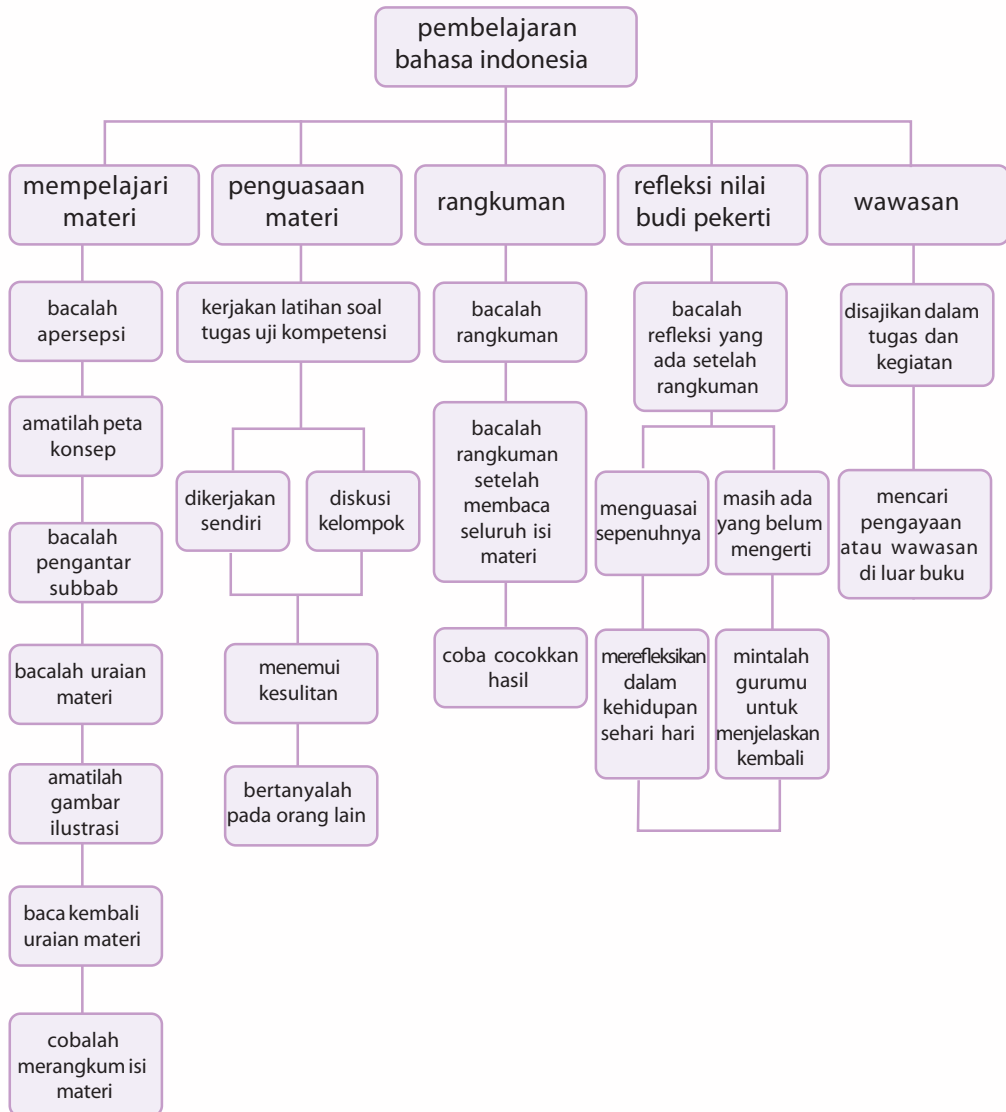 pembelajaran
bahasa indonesia
mempelajari
materi
bacalah
apersepsi
amatilah peta
konsep
bacalah
pengantar
subbab
bacalah uraian
materi
amatilah
gambar
ilustrasi
baca kembali
uraian materi
cobalah
merangkum isi
materi
penguasaan
materi
kerjakan latihan soal
tugas uji kompetensi
dikerjakan
sendiri
diskusi
kelompok
menemui
kesulitan
bertanyalah
pada orang lain
rangkuman
bacalah
rangkuman
bacalah
rangkuman
setelah
membaca
seluruh isi
materi
coba cocokkan
hasil
refleksi nilai
budi pekerti
bacalah
refleksi yang
ada setelah
rangkuman
menguasai
sepenuhnya
merefleksikan
dalam
kehidupan
sehari hari
masih ada
yang belum
mengerti
mintalah
gurumu
untuk
menjelaskan
kembali
wawasan
disajikan dalam
tugas dan
kegiatan
mencari
pengayaan
atau wawasan
di luar buku